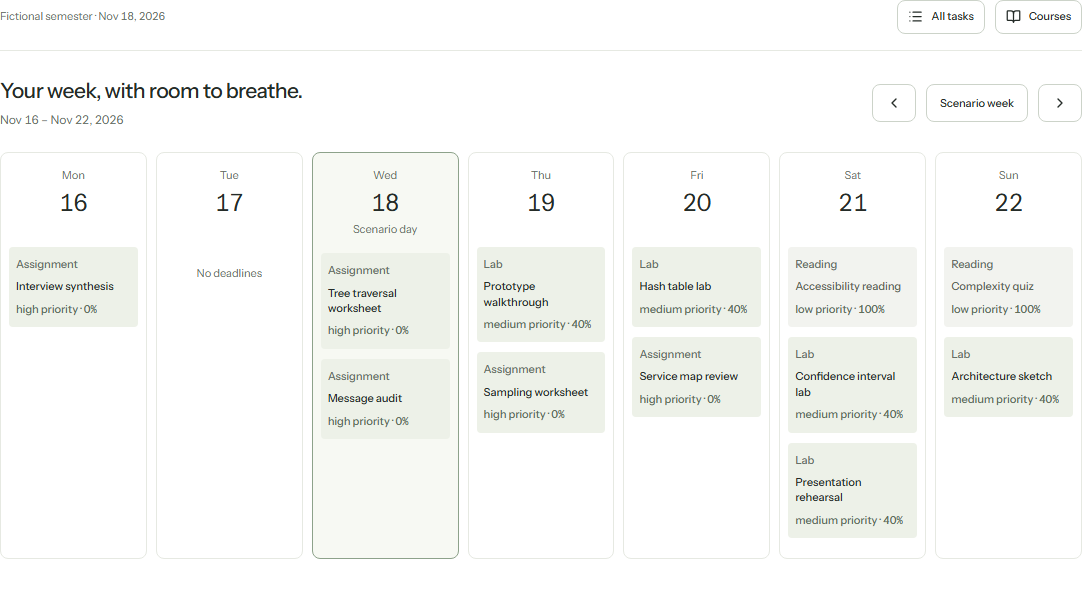 Fictional semester · Nov 18, 2026
All tasks
Courses
Your week, with room to breathe.
Nov 16 – Nov 22, 2026
Scenario week
Mon
16
Assignment
Interview synthesis
high priority · 0%
Tue
17
No deadlines
Wed
18
Scenario day
Assignment
Tree traversal
worksheet
high priority · 0%
Assignment
Message audit
high priority · 0%
Thu
19
Lab
Prototype
walkthrough
medium priority · 40%
Assignment
Sampling worksheet
high priority · 0%
Fri
20
Lab
Hash table lab
medium priority · 40%
Assignment
Service map review
high priority · 0%
Sat
21
Reading
Accessibility reading
low priority · 100%
Lab
Confidence interval
lab
medium priority · 40%
Lab
Presentation
rehearsal
medium priority · 40%
Sun
22
Reading
Complexity quiz
low priority · 100%
Lab
Architecture sketch
medium priority · 40%